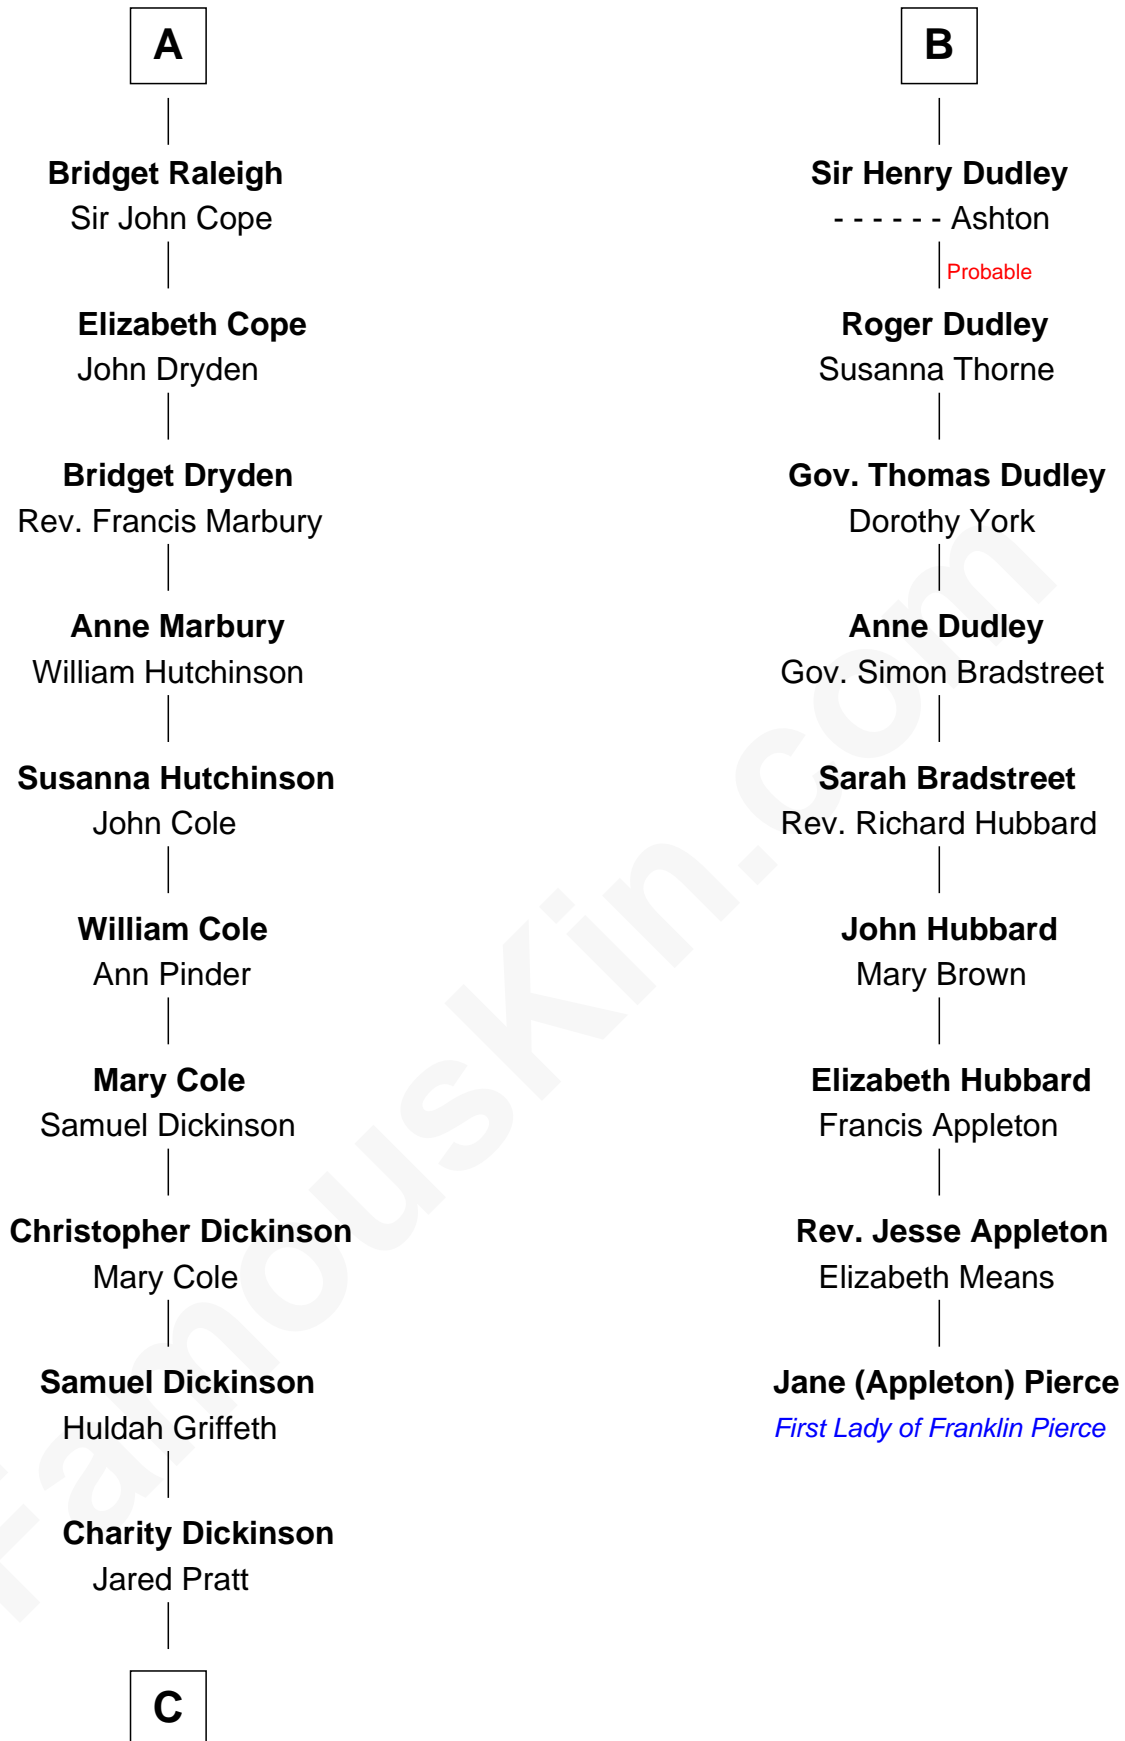 A
Bridget Raleigh
Sir John Cope
Elizabeth Cope
John Dryden
Bridget Dryden
Rev. Francis Marbury
Anne Marbury
William Hutchinson
Susanna Hutchinson
John Cole
William Cole
Ann Pinder
Mary Cole
Samuel Dickinson
Christopher Dickinson
Mary Cole
Samuel Dickinson
Huldah Griffeth
Charity Dickinson
Jared Pratt
C
B
Sir Henry Dudley
- - - - - - Ashton
Probable
Roger Dudley
Susanna Thorne
Gov. Thomas Dudley
Dorothy York
Anne Dudley
Gov. Simon Bradstreet
Sarah Bradstreet
Rev. Richard Hubbard
John Hubbard
Mary Brown
Elizabeth Hubbard
Francis Appleton
Rev. Jesse Appleton
Elizabeth Means
Jane (Appleton) Pierce
First Lady of Franklin Pierce
FamousKin.com